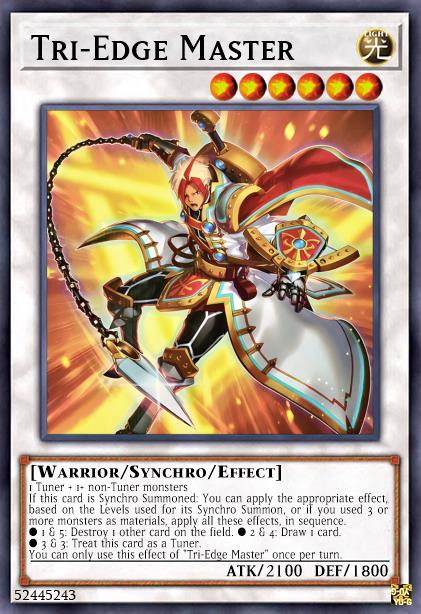 TRI-EDGE MASTER
LIGHT
光
[WARRIOR/SYNCHRO/EFFECT]
1 Tuner + 1+ non-Tuner monsters
If this card is Synchro Summoned: You can apply the appropriate effect,
based on the Levels used for its Synchro Summon, or if you used 3 or
more monsters as materials, apply all these effects, in sequence.
● 1 & 5: Destroy 1 other card on the field. ● 2 & 4: Draw 1 card.
● 3 & 3: Treat this card as a Tuner.
You can only use this effect of "Tri-Edge Master" once per turn.
ATK/2100 DEF/1800
52445243